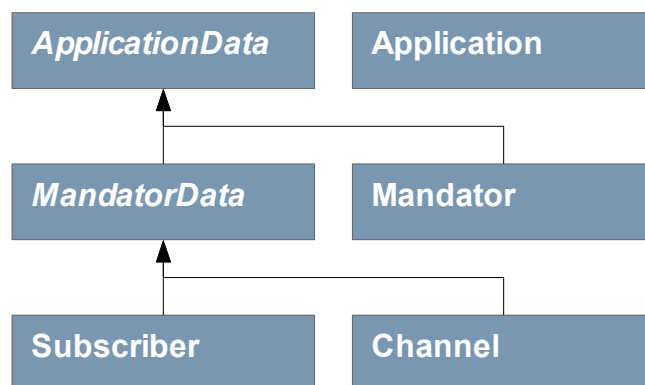 ApplicationData
Application
MandatorData
Mandator
Subscriber
Channel